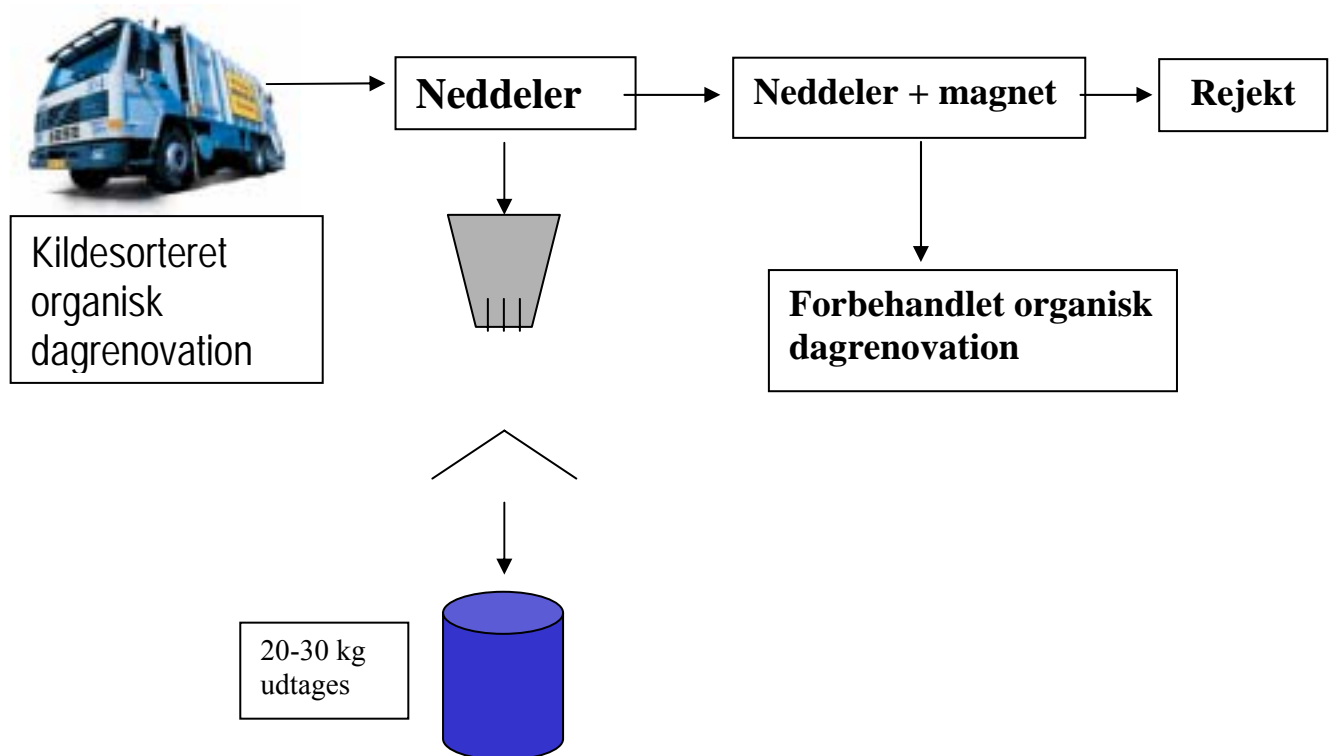 Neddeler
Neddeler + magnet
Rejekt
Kildesorteret
organisk
dagrenovation
Forbehandlet organisk
dagrenovation
20-30 kg
udtages